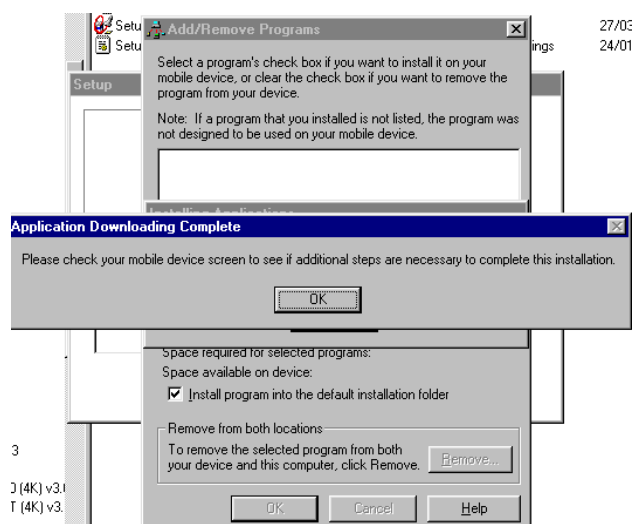 Setu
Add/Remove Programs
27/03
Setu
ings
24/01
Select a program's check box if you want to install it on your
mobile device, or clear the check box if you want to remove the
program from your device.
Setup
Note: If a program that you installed is not listed, the program was
not designed to be used on your mobile device.
Installing Applications
Application Downloading Complete
Please check your mobile device screen to see if additional steps are necessary to complete this installation.
OK
Space required for selected programs:
Space available on device:
Install program into the default installation folder
Remove from both locations
To remove the selected program from both
your device and this computer, click Remove.
Remove...
3
(4K) v3.
T (4K) v3.
OK
Cancel
Help